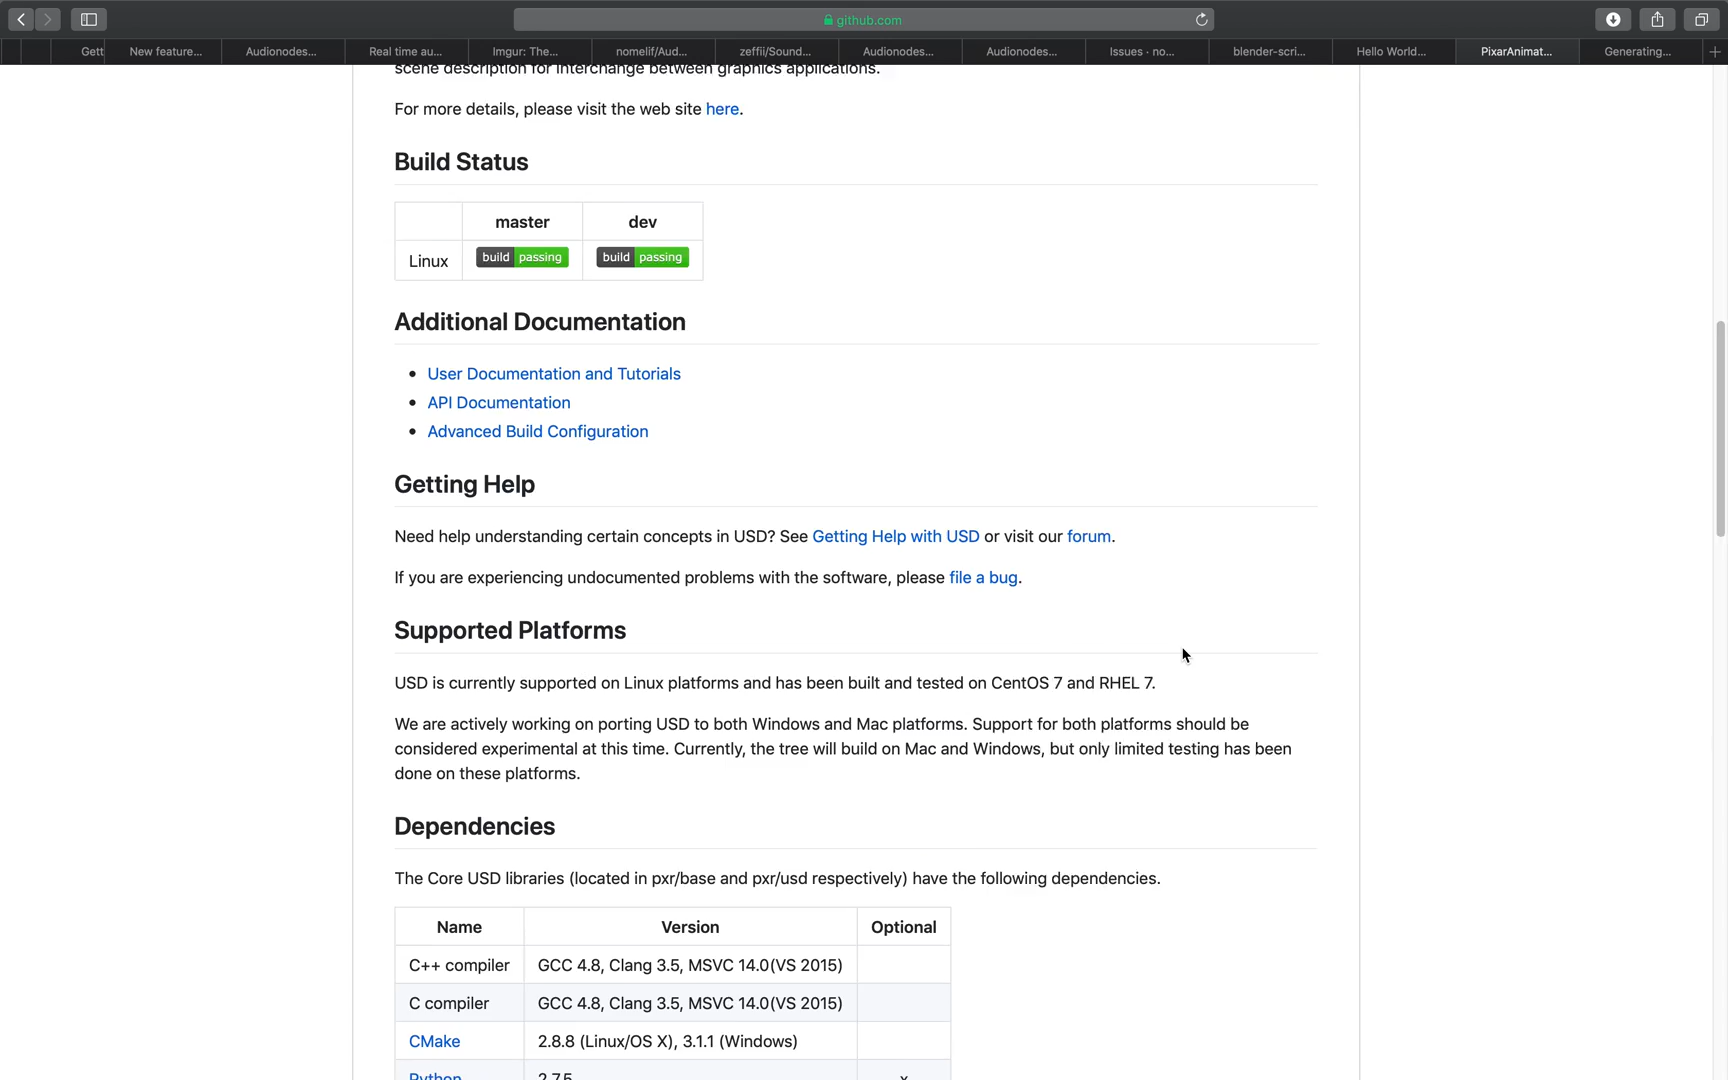 github.com
Gett New feature... Audionodes... Real time au... Imgur: The... nomelif/Aud... zeffii/Sound... Audionodes... Audionodes... Issues · no... blender-scri... Hello World... PixarAnimat... Generating...
scene description for interchange between graphics applications.
For more details, please visit the web site here.
Build Status
master dev
Linux build passing build passing
Additional Documentation
• User Documentation and Tutorials
• API Documentation
• Advanced Build Configuration
Getting Help
Need help understanding certain concepts in USD? See Getting Help with USD or visit our forum.
If you are experiencing undocumented problems with the software, please file a bug.
Supported Platforms
USD is currently supported on Linux platforms and has been built and tested on CentOS 7 and RHEL 7.
We are actively working on porting USD to both Windows and Mac platforms. Support for both platforms should be
considered experimental at this time. Currently, the tree will build on Mac and Windows, but only limited testing has been
done on these platforms.
Dependencies
The Core USD libraries (located in pxr/base and pxr/usd respectively) have the following dependencies.
Name Version Optional
C++ compiler GCC 4.8, Clang 3.5, MSVC 14.0(VS 2015)
C compiler GCC 4.8, Clang 3.5, MSVC 14.0(VS 2015)
CMake 2.8.8 (Linux/OS X), 3.1.1 (Windows)
Python 2.7.5 x